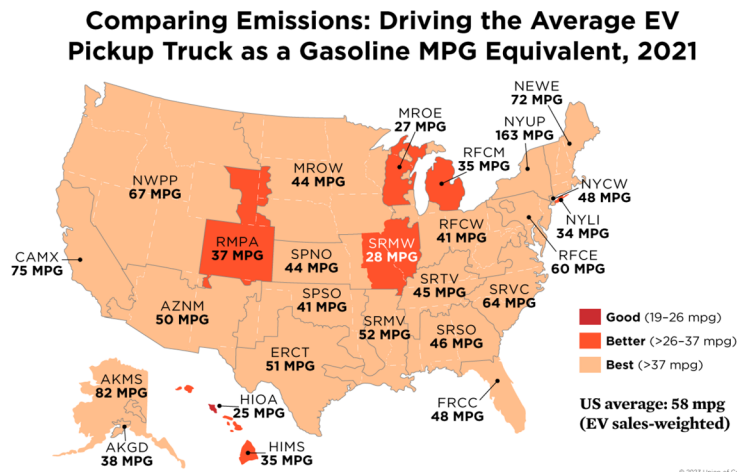 Comparing Emissions: Driving the Average EV
Pickup Truck as a Gasoline MPG Equivalent, 2021
NEWE
72 MPG
MROE
27 MPG
NYUP
163 MPG
RFCM
35 MPG
NWPP
67 MPG
MROW
44 MPG
NYCW
48 MPG
NYLI
34 MPG
RFCW
41 MPG
RMPA
37 MPG
SRMW
28 MPG
RFCE
60 MPG
CAMX
75 MPG
SPNO
44 MPG
SRTV
45 MPG
SRVC
64 MPG
SPSO
41 MPG
AZNM
50 MPG
SRMV
52 MPG
SRSO
46 MPG
ERCT
51 MPG
Good (19–26 mpg)
Better (>26–37 mpg)
Best (>37 mpg)
AKMS
82 MPG
HIOA
25 MPG
FRCC
48 MPG
US average: 58 mpg
(EV sales-weighted)
AKGD
38 MPG
HIMS
35 MPG